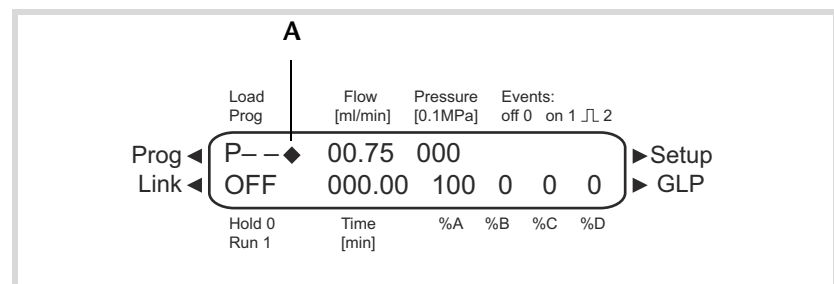 A
Load Flow Pressure Events:
Prog [ml/min] [0.1MPa] off 0 on 1 ⎍ 2
Prog ◄ P– –◆ 00.75 000 ►Setup
Link ◄ OFF 000.00 100 0 0 0 ► GLP
Hold 0 Time %A %B %C %D
Run 1 [min]